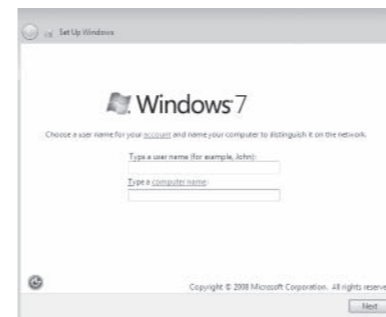 Set Up Windows
Windows 7
Choose a user name for your account and name your computer to distinguish it on the network.
Type a user name (for example, John):
Type a computer name:
Copyright © 2008 Microsoft Corporation. All rights reserve
Next